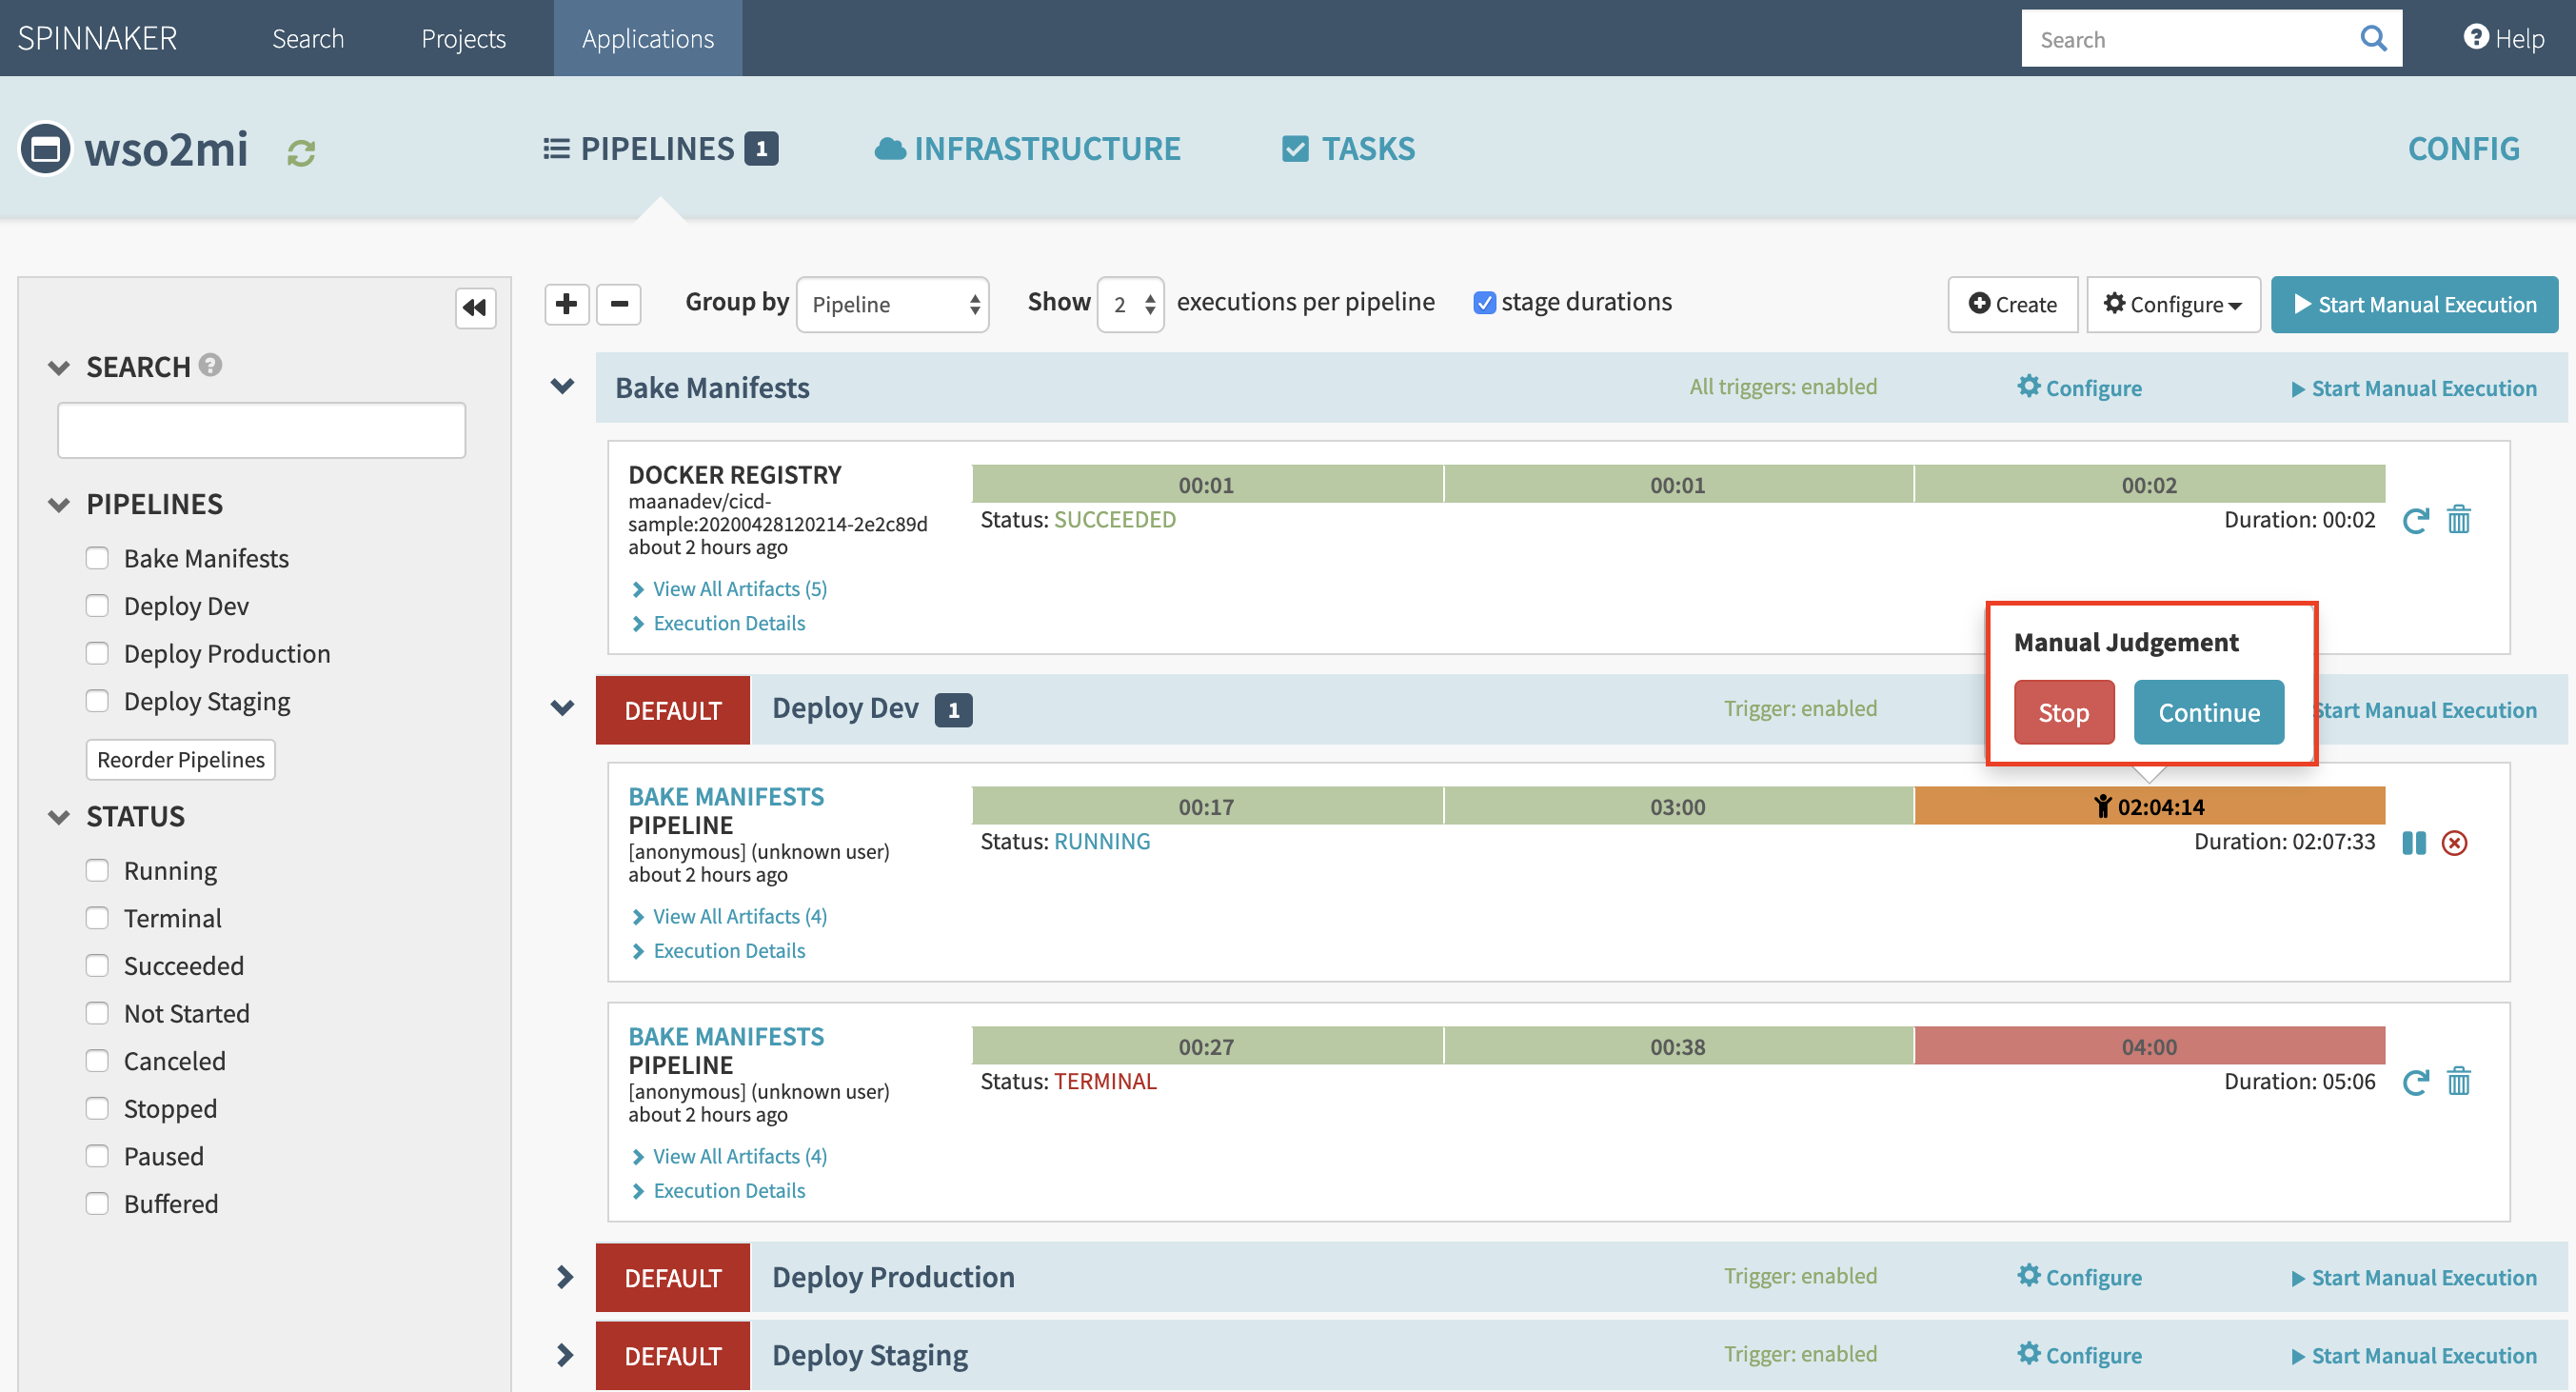 SPINNAKER
Search
Projects
Applications
Search
Help
wso2mi
PIPELINES 1
INFRASTRUCTURE
TASKS
CONFIG
SEARCH
PIPELINES
Bake Manifests
Deploy Dev
Deploy Production
Deploy Staging
Reorder Pipelines
STATUS
Running
Terminal
Succeeded
Not Started
Canceled
Stopped
Paused
Buffered
Group by Pipeline Show 2 executions per pipeline stage durations
Create
Configure
Start Manual Execution
Bake Manifests
All triggers: enabled
Configure
Start Manual Execution
DOCKER REGISTRY
maanadev/cicd-
sample:20200428120214-2e2c89d
about 2 hours ago
View All Artifacts (5)
Execution Details
00:01
00:01
00:02
Status: SUCCEEDED
Duration: 00:02
Manual Judgement
Stop
Continue
DEFAULT
Deploy Dev 1
Trigger: enabled
Start Manual Execution
BAKE MANIFESTS
PIPELINE
[anonymous] (unknown user)
about 2 hours ago
View All Artifacts (4)
Execution Details
00:17
03:00
02:04:14
Status: RUNNING
Duration: 02:07:33
BAKE MANIFESTS
PIPELINE
[anonymous] (unknown user)
about 2 hours ago
View All Artifacts (4)
Execution Details
00:27
00:38
04:00
Status: TERMINAL
Duration: 05:06
DEFAULT
Deploy Production
Trigger: enabled
Configure
Start Manual Execution
DEFAULT
Deploy Staging
Trigger: enabled
Configure
Start Manual Execution